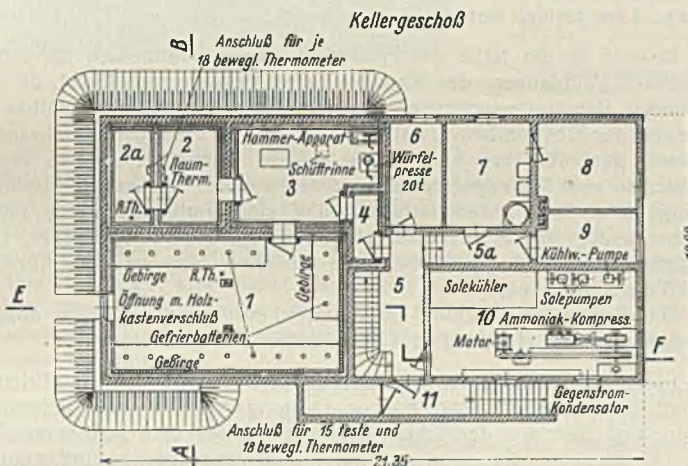 Kellergeschoß
B
Anschluß für je
18 bewegl. Thermometer
2a
2
Raum-
Therm.
R.Th.
Hammer-Apparat
Schüttrinne
3
4
6
Würfel-
presse
20t
7
8
9
Kühlw.-Pumpe
5a
5
Gebirge
R.Th.
Gebirge
Öffnung m. Holz-
kastenverschluß
1
Gefrierbatterien
Gebirge
E
Solekühler
Solepumpen
10 Ammoniak-Kompress.
Motor
F
11
Gegenstrom-
Kondensator
Anschluß für 15 feste und
18 bewegl. Thermometer
A
21.35